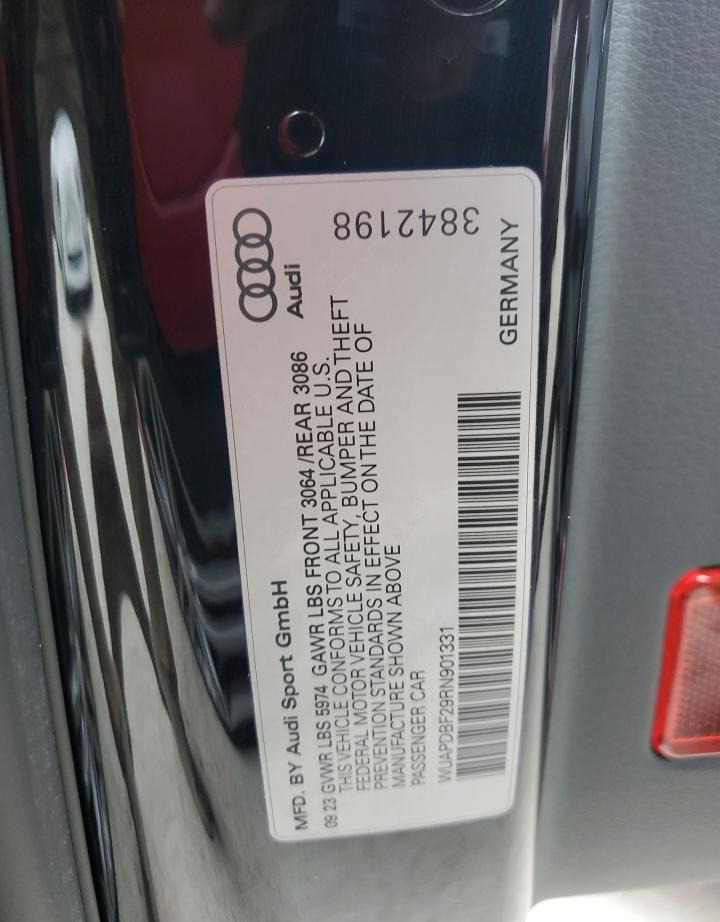 MFD. BY Audi Sport GmbH
Audi
09.23 GVWR LBS 5974 GAWR LBS FRONT 3064/REAR 3086
THIS VEHICLE CONFORMS TO ALL APPLICABLE U.S.
FEDERAL MOTOR VEHICLE SAFETY, BUMPER AND THEFT
PREVENTION STANDARDS IN EFFECT ON THE DATE OF
MANUFACTURE SHOWN ABOVE
PASSENGER CAR
WUAPDBF29RN901331
GERMANY
3842198